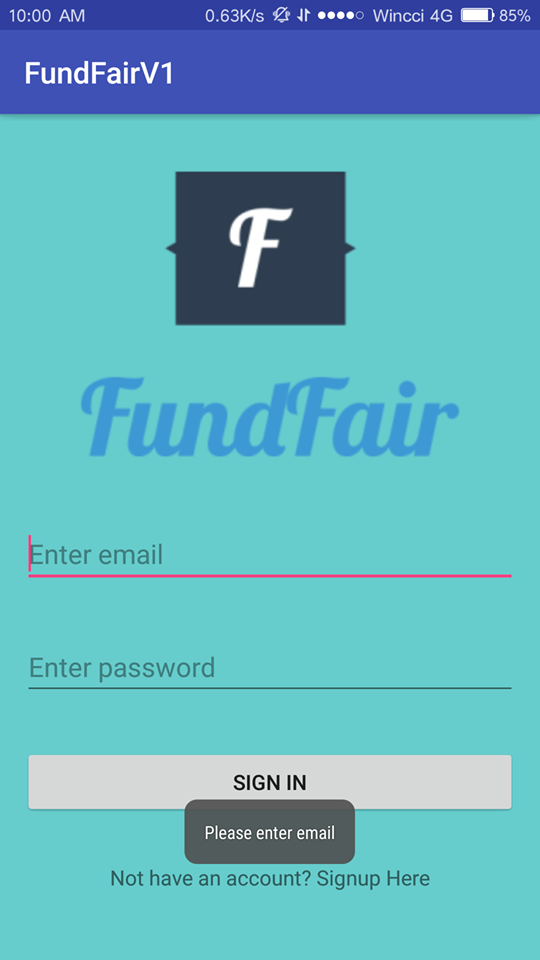 10:00 AM 0.63K/s Wincci 4G 85%
FundFairV1
F
FundFair
Enter email
Enter password
SIGN IN
Please enter email
Not have an account? Signup Here